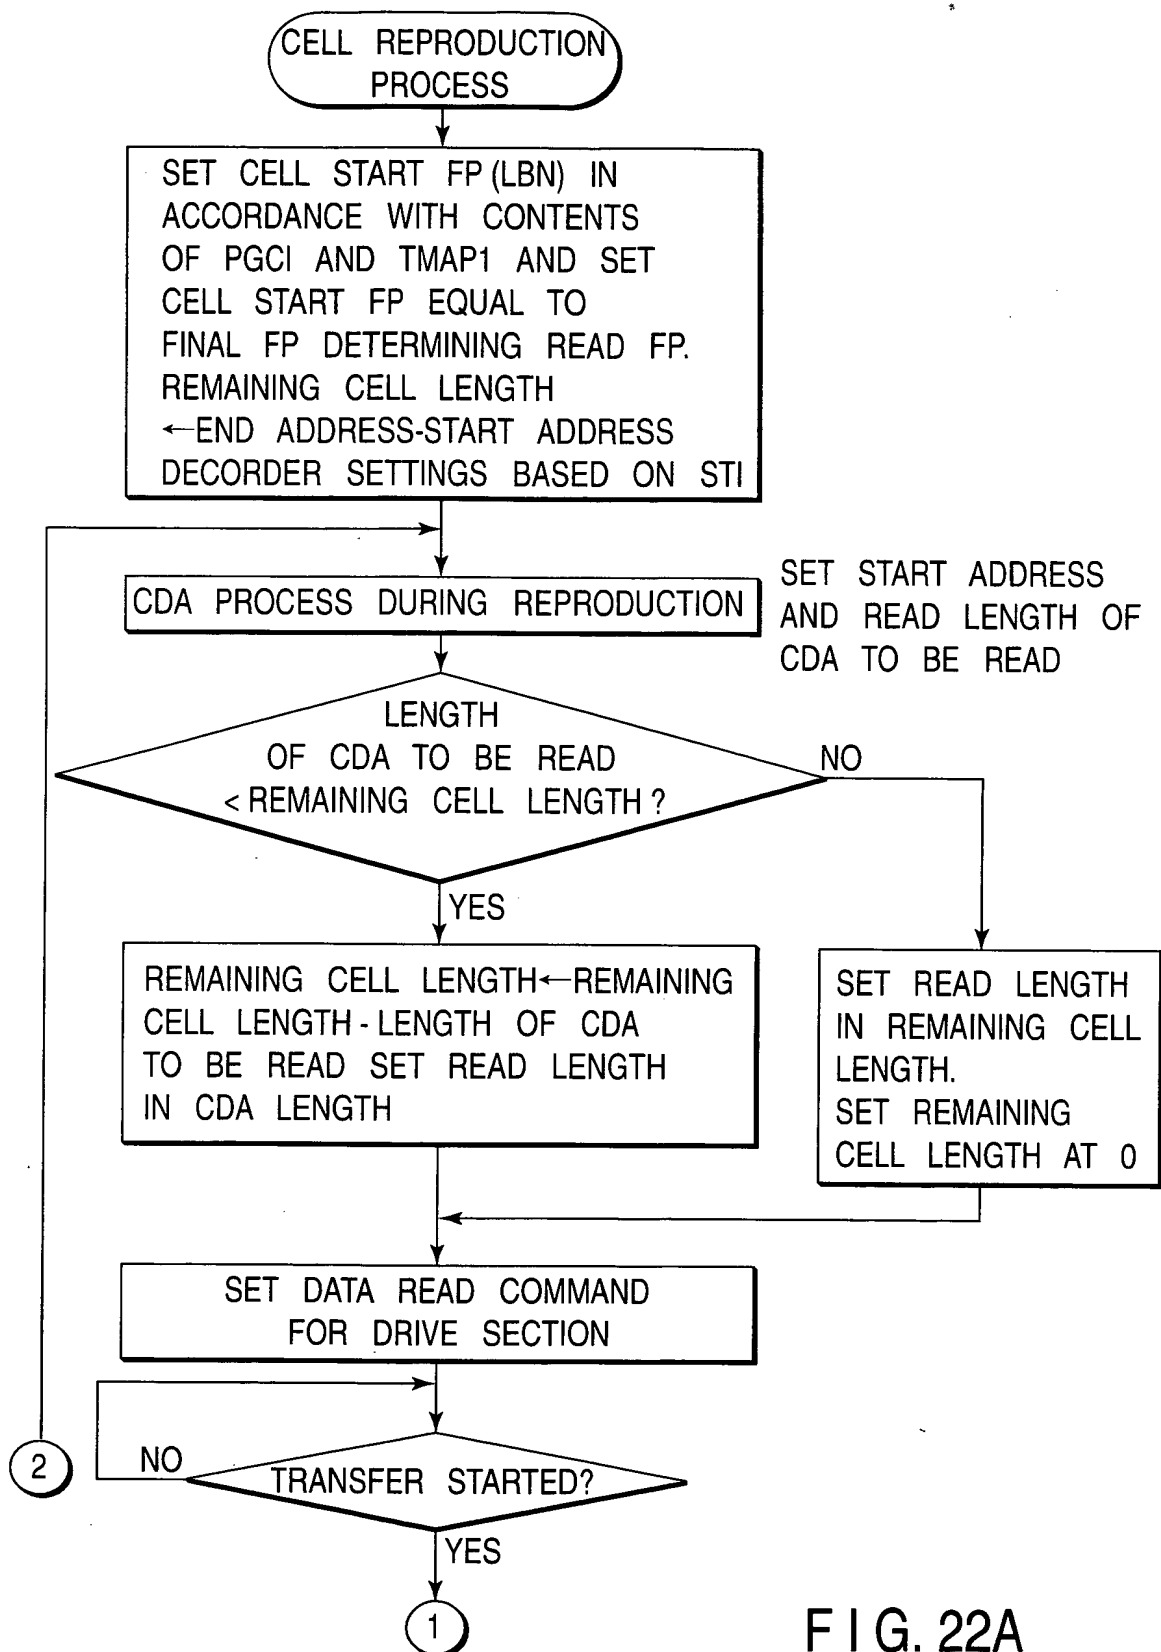 CELL REPRODUCTION
PROCESS
SET CELL START FP(LBN) IN
ACCORDANCE WITH CONTENTS
OF PGCI AND TMAP1 AND SET
CELL START FP EQUAL TO
FINAL FP DETERMINING READ FP.
REMAINING CELL LENGTH
←END ADDRESS-START ADDRESS
DECORDER SETTINGS BASED ON STI
CDA PROCESS DURING REPRODUCTION
SET START ADDRESS
AND READ LENGTH OF
CDA TO BE READ
LENGTH
OF CDA TO BE READ
< REMAINING CELL LENGTH ?
NO
YES
REMAINING CELL LENGTH←REMAINING
CELL LENGTH - LENGTH OF CDA
TO BE READ SET READ LENGTH
IN CDA LENGTH
SET READ LENGTH
IN REMAINING CELL
LENGTH.
SET REMAINING
CELL LENGTH AT 0
SET DATA READ COMMAND
FOR DRIVE SECTION
2
NO
TRANSFER STARTED?
YES
1
FIG. 22A